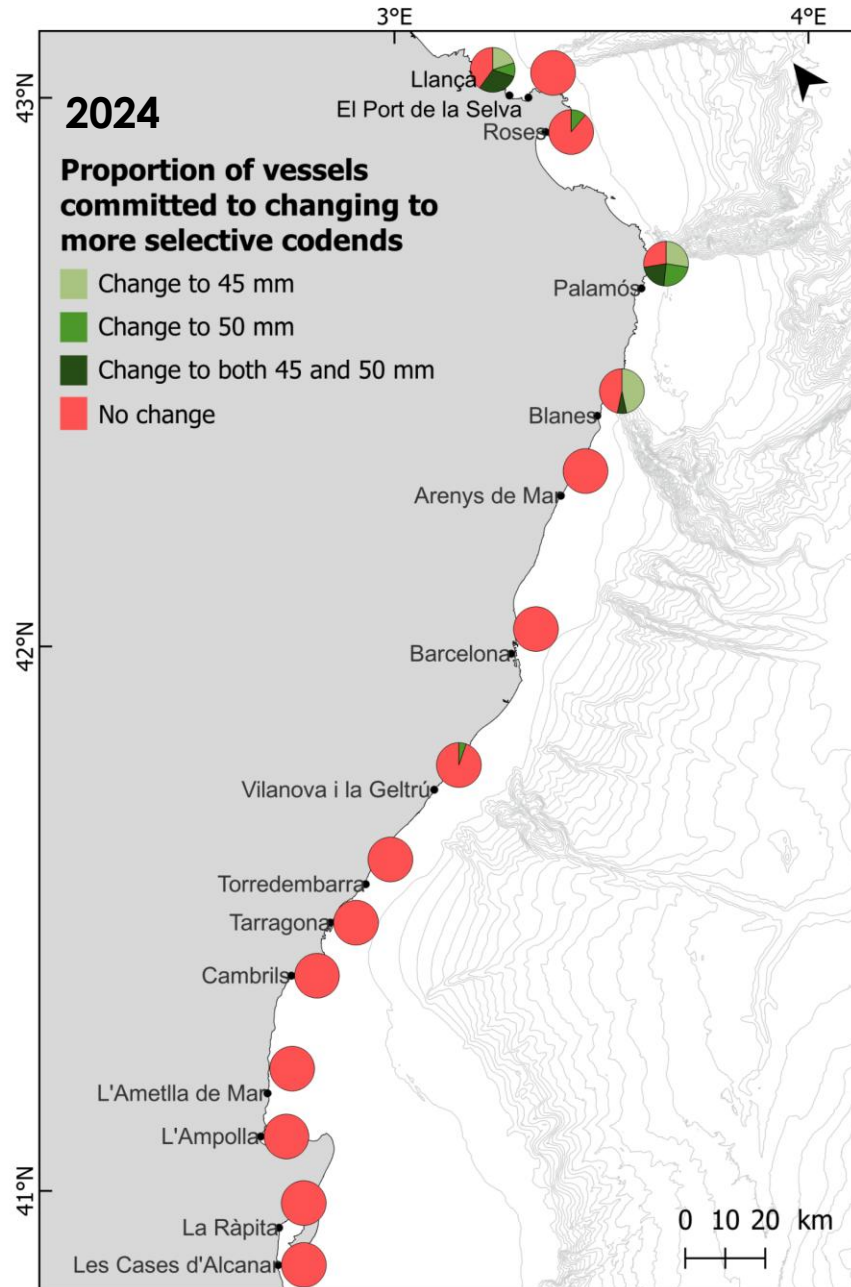 3°E
4°E
43°N
42°N
41°N
2024
Proportion of vessels
committed to changing to
more selective codends
Change to 45 mm
Change to 50 mm
Change to both 45 and 50 mm
No change
Llançà
El Port de la Selva
Roses
Palamós
Blanes
Arenys de Mar
Barcelona
Vilanova i la Geltrú
Torredembarra
Tarragona
Cambrils
L'Ametlla de Mar
L'Ampolla
La Ràpita
Les Cases d'Alcanar
0 10 20 km